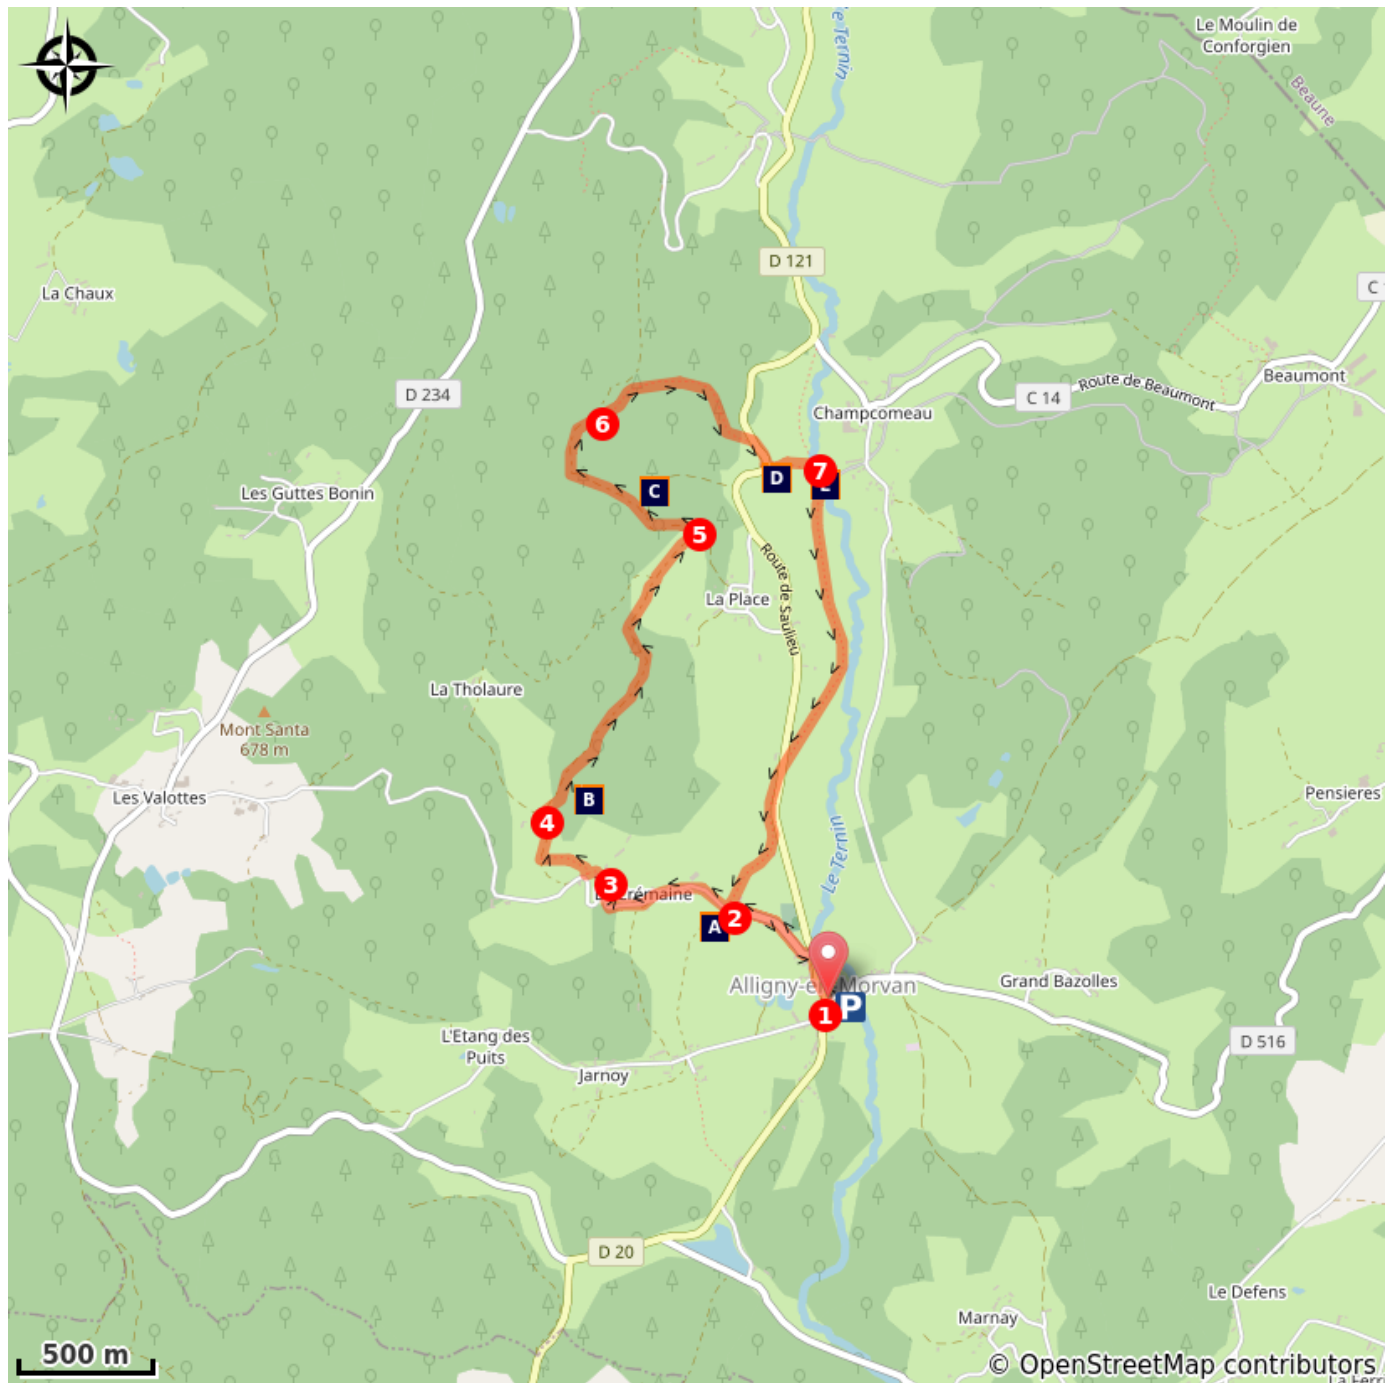 Le Moulin de
Conforgien
le Ternin
Beaune
D 121
La Chaux
C
Beaumont
Route de Beaumont
C 14
D 234
Champcomeau
6
7
D
C
Les Guttes Bonin
5
Route de Saulieu
La Place
La Tholaure
Mont Santa
678 m
Les Valottes
B
Pensieres
4
Le Ternin
3
2
A
Alligny-en-Morvan
Grand Bazolles
P
1
L'Etang des
Puits
D 516
Jarnoy
D 20
Le Defens
Marnay
500 m
© OpenStreetMap contributors